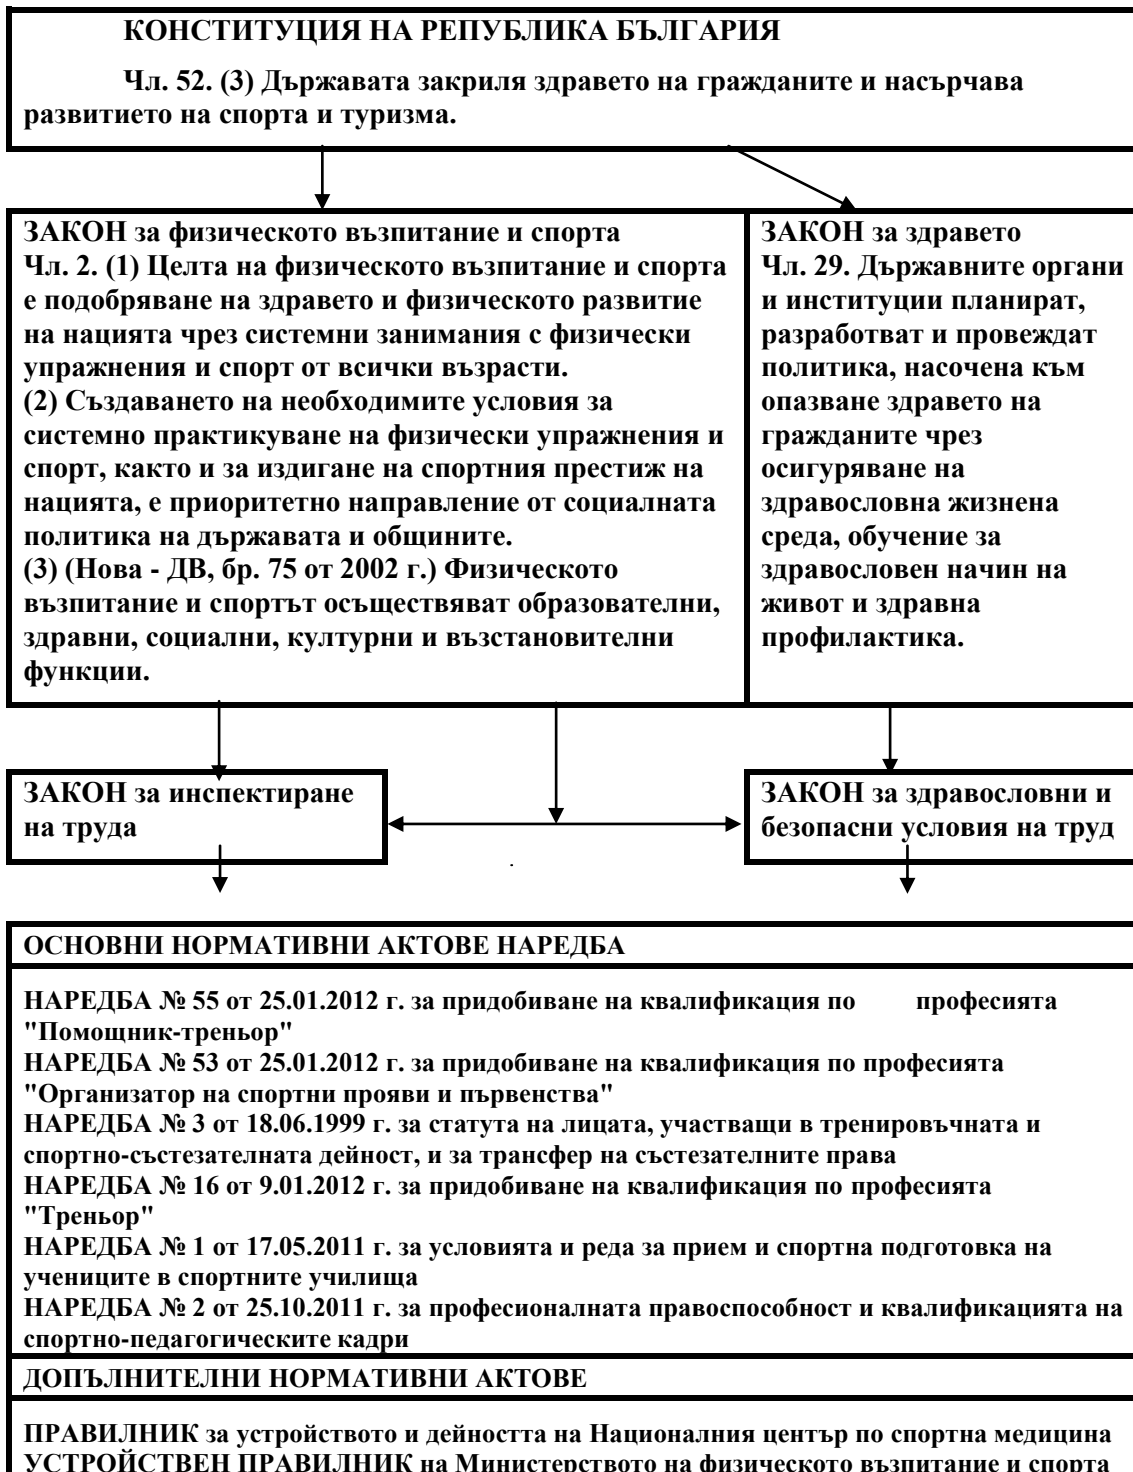 КОНСТИТУЦИЯ НА РЕПУБЛИКА БЪЛГАРИЯ
Чл. 52. (3) Държавата закриля здравето на гражданите и насърчава
развитието на спорта и туризма.
ЗАКОН за физическото възпитание и спорта
Чл. 2. (1) Целта на физическото възпитание и спорта
е подобряване на здравето и физическото развитие
на нацията чрез системни занимания с физически
упражнения и спорт от всички възрасти.
(2) Създаването на необходимите условия за
системно практикуване на физически упражнения и
спорт, както и за издигане на спортния престиж на
нацията, е приоритетно направление от социалната
политика на държавата и общините.
(3) (Нова - ДВ, бр. 75 от 2002 г.) Физическото
възпитание и спортът осъществяват образователни,
здравни, социални, културни и възстановителни
функции.
ЗАКОН за здравето
Чл. 29. Държавните органи
и институции планират,
разработват и провеждат
политика, насочена към
опазване здравето на
гражданите чрез
осигуряване на
здравословна жизнена
среда, обучение за
здравословен начин на
живот и здравна
профилактика.
ЗАКОН за инспектиране
на труда
ЗАКОН за здравословни и
безопасни условия на труд
ОСНОВНИ НОРМАТИВНИ АКТОВЕ НАРЕДБА
НАРЕДБА № 55 от 25.01.2012 г. за придобиване на квалификация по професията
"Помощник-треньор"
НАРЕДБА № 53 от 25.01.2012 г. за придобиване на квалификация по професията
"Организатор на спортни прояви и първенства"
НАРЕДБА № 3 от 18.06.1999 г. за статута на лицата, участващи в тренировъчната и
спортно-състезателната дейност, и за трансфер на състезателните права
НАРЕДБА № 16 от 9.01.2012 г. за придобиване на квалификация по професията
"Треньор"
НАРЕДБА № 1 от 17.05.2011 г. за условията и реда за прием и спортна подготовка на
учениците в спортните училища
НАРЕДБА № 2 от 25.10.2011 г. за професионалната правоспособност и квалификацията на
спортно-педагогическите кадри
ДОПЪЛНИТЕЛНИ НОРМАТИВНИ АКТОВЕ
ПРАВИЛНИК за устройството и дейността на Националния център по спортна медицина
УСТРОЙСТВЕН ПРАВИЛНИК на Министерството на физическото възпитание и спорта